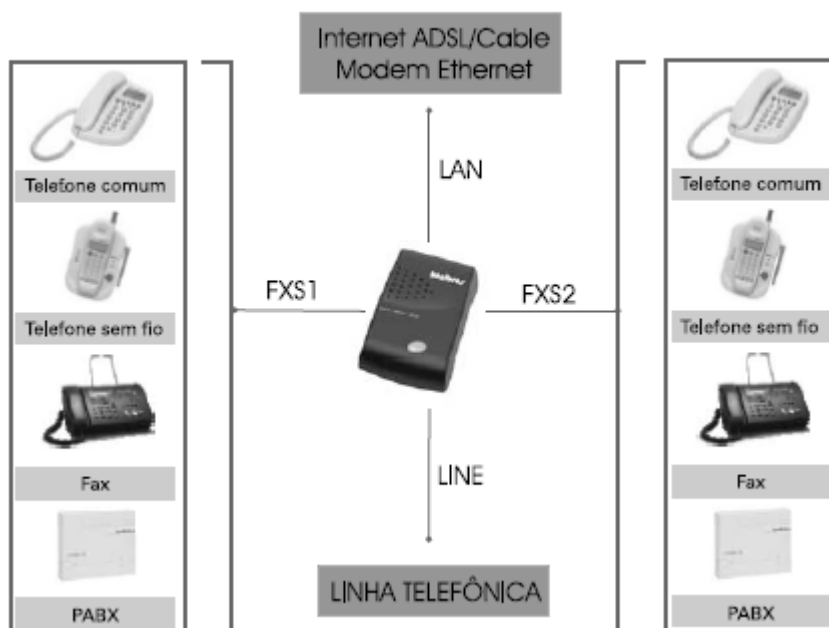 Internet ADSL/Cable
Modem Ethernet
LAN
FXS1
FXS2
LINE
LINHA TELEFÔNICA
Telefone comum
Telefone sem fio
Fax
PABX
Telefone comum
Telefone sem fio
Fax
PABX
intelbras